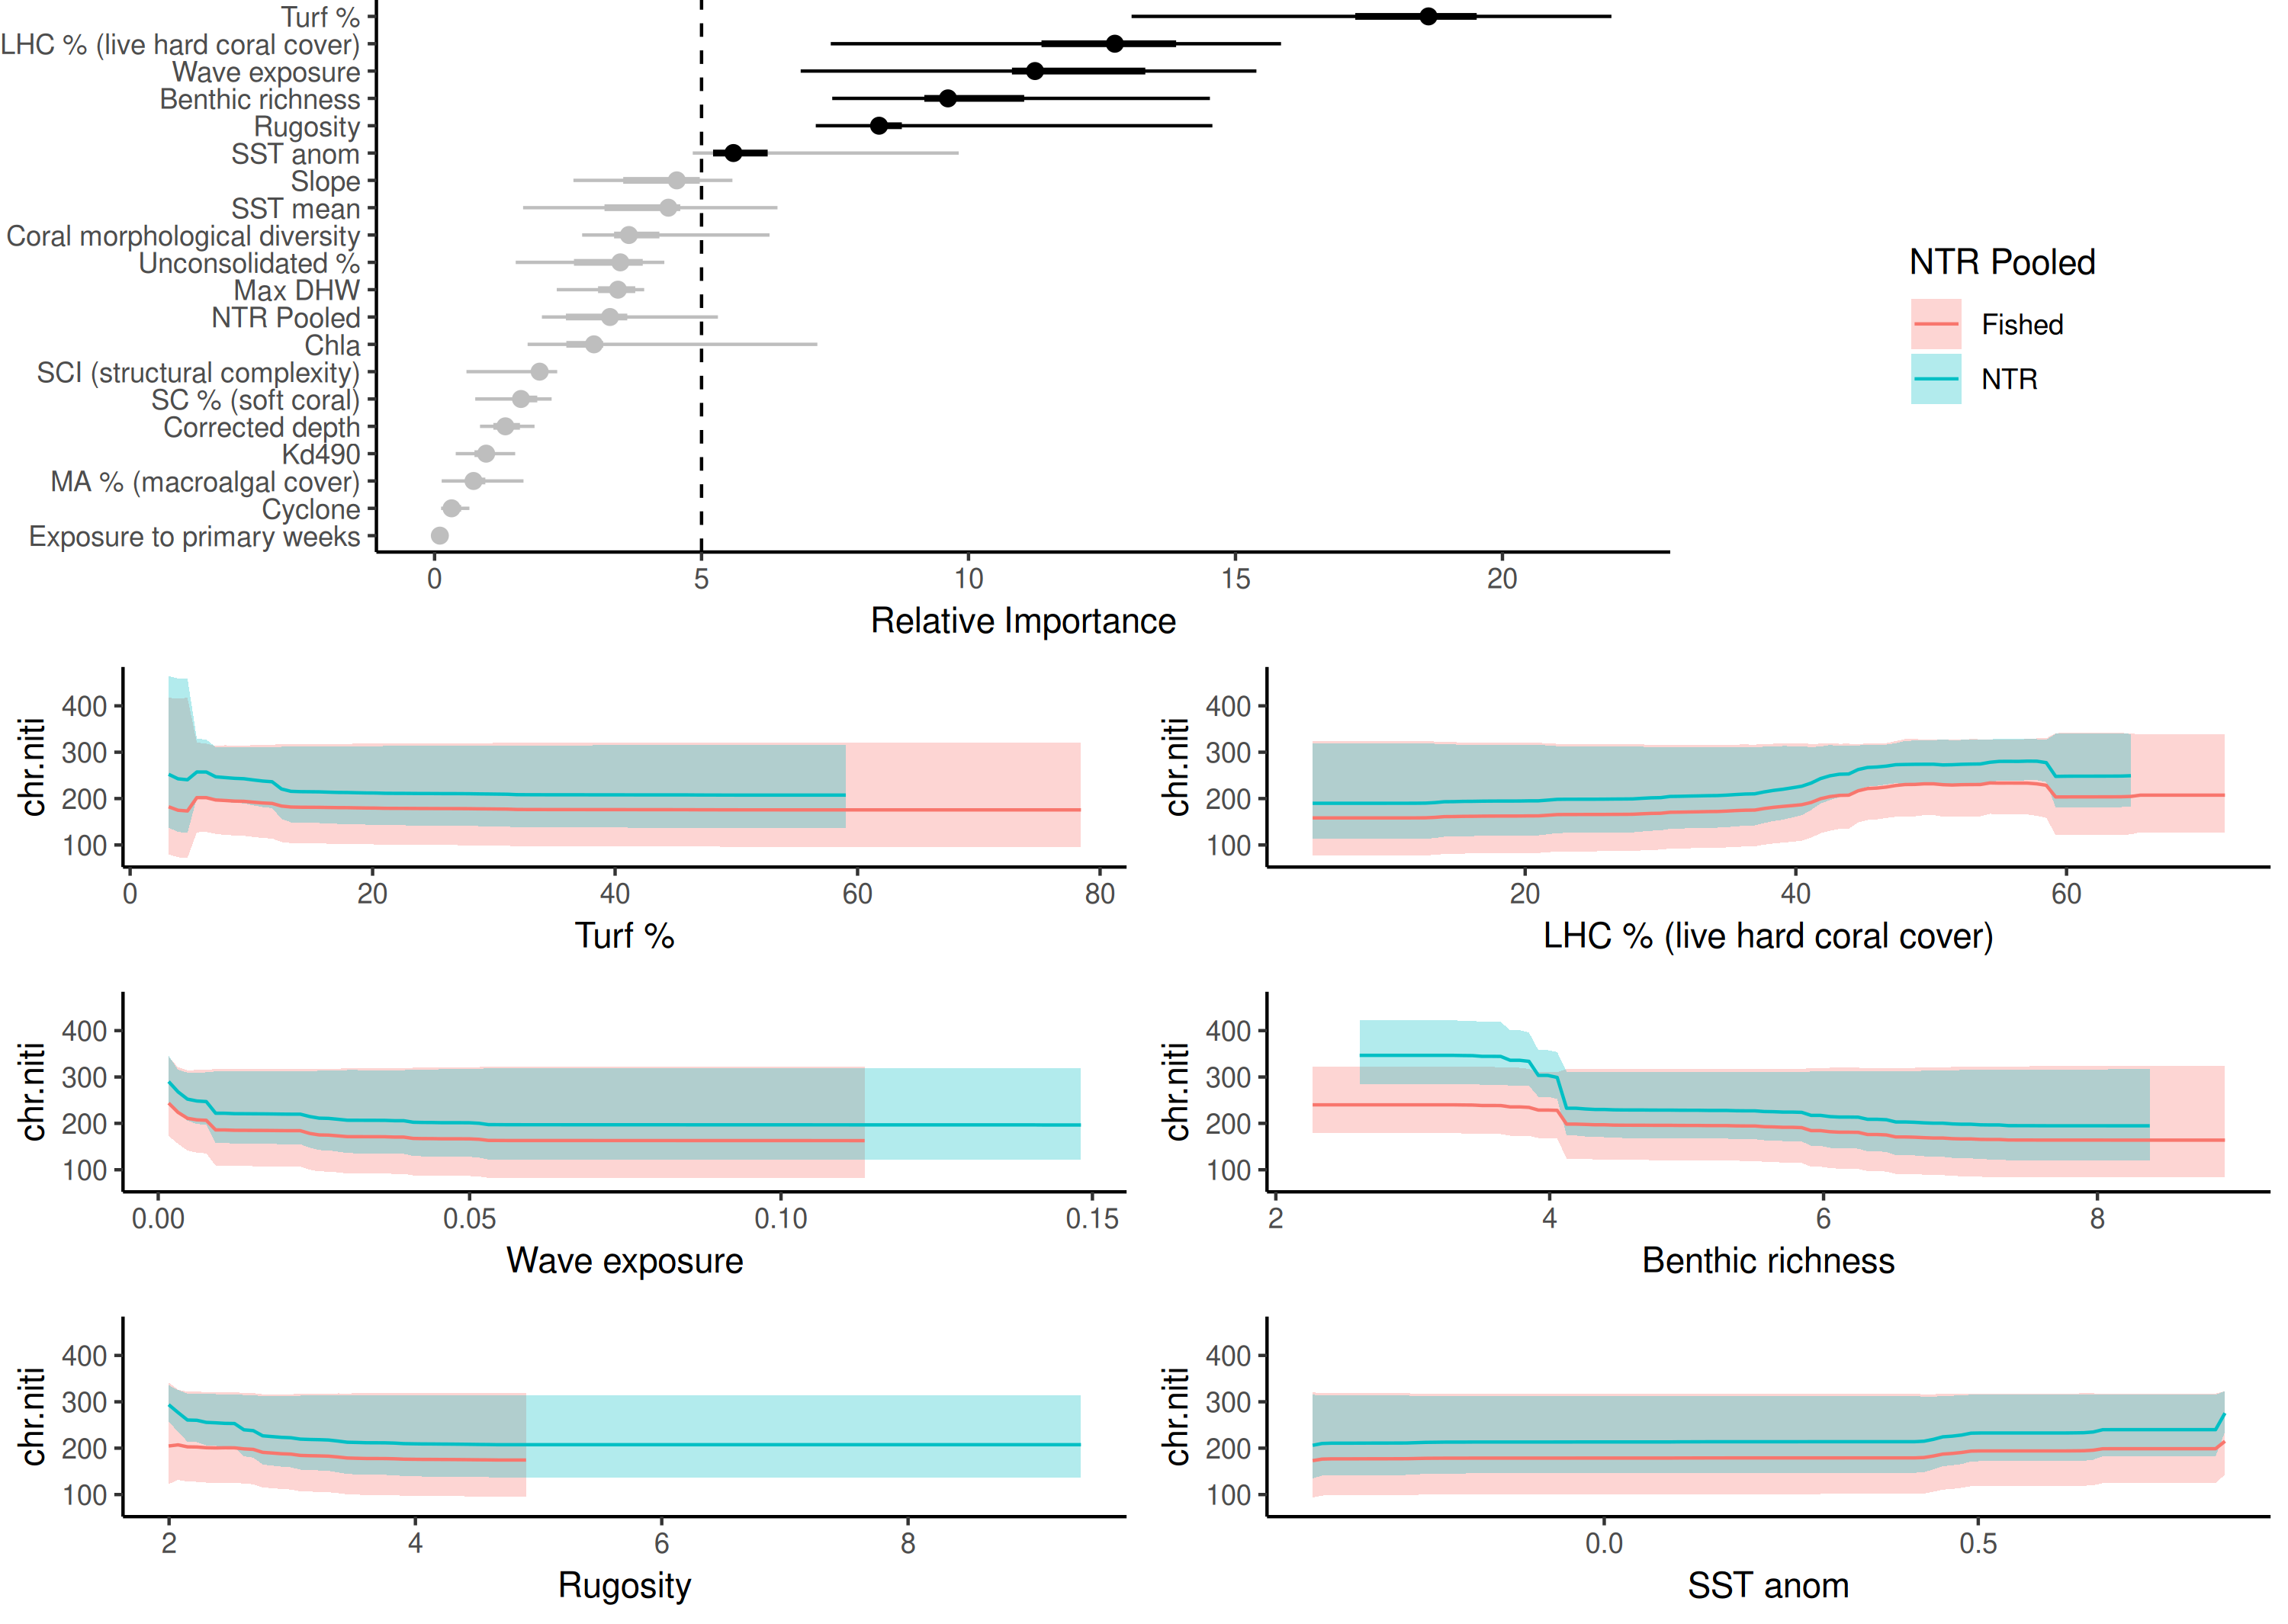 Turf %
LHC % (live hard coral cover)
Wave exposure
Benthic richness
Rugosity
SST anom
Slope
SST mean
Coral morphological diversity
Unconsolidated %
Max DHW
NTR Pooled
Chla
SCI (structural complexity)
SC % (soft coral)
Corrected depth
Kd490
MA % (macroalgal cover)
Cyclone
Exposure to primary weeks
0 5 10 15 20
Relative Importance
NTR Pooled
Fished
NTR
chr.niti
400
300
200
100
0 20 40 60 80
Turf %
chr.niti
400
300
200
100
20 40 60
LHC % (live hard coral cover)
chr.niti
400
300
200
100
0.00 0.05 0.10 0.15
Wave exposure
chr.niti
400
300
200
100
2 4 6 8
Benthic richness
chr.niti
400
300
200
100
2 4 6 8
Rugosity
chr.niti
400
300
200
100
0.0 0.5
SST anom